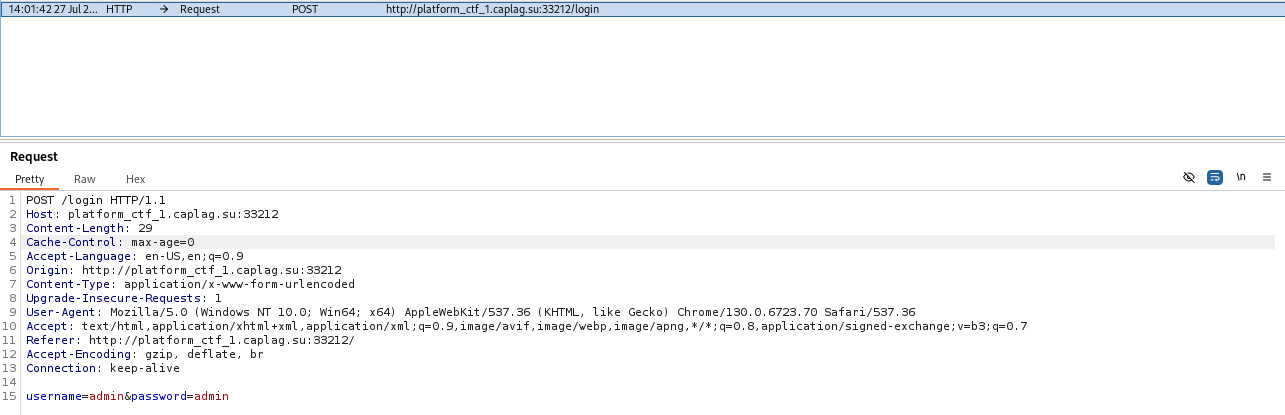 14:01:42 27 Jul 2... HTTP → Request POST http://platform_ctf_1.caplag.su:33212/login
Request
Pretty Raw Hex \n
1 POST /login HTTP/1.1
2 Host: platform_ctf_1.caplag.su:33212
3 Content-Length: 29
4 Cache-Control: max-age=0
5 Accept-Language: en-US,en;q=0.9
6 Origin: http://platform_ctf_1.caplag.su:33212
7 Content-Type: application/x-www-form-urlencoded
8 Upgrade-Insecure-Requests: 1
9 User-Agent: Mozilla/5.0 (Windows NT 10.0; Win64; x64) AppleWebKit/537.36 (KHTML, like Gecko) Chrome/130.0.6723.70 Safari/537.36
10 Accept: text/html,application/xhtml+xml,application/xml;q=0.9,image/avif,image/webp,image/apng,*/*;q=0.8,application/signed-exchange;v=b3;q=0.7
11 Referer: http://platform_ctf_1.caplag.su:33212/
12 Accept-Encoding: gzip, deflate, br
13 Connection: keep-alive
14
15 username=admin&password=admin